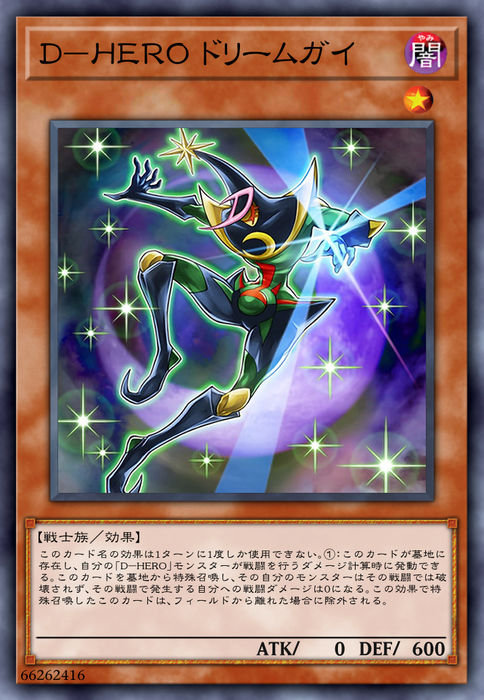 D－HERO ドリームガイ
やみ
闇
D
【戦士族／効果】
このカード名の効果は1ターンに1度しか使用できない。①：このカードが墓地に
存在し、自分の「D－HERO」モンスターが戦闘を行うダメージ計算時に発動でき
る。このカードを墓地から特殊召喚し、その自分のモンスターはその戦闘では破
壊されず、その戦闘で発生する自分への戦闘ダメージは0になる。この効果で特
殊召喚したこのカードは、フィールドから離れた場合に除外される。
ATK/ 0 DEF/ 600
66262416